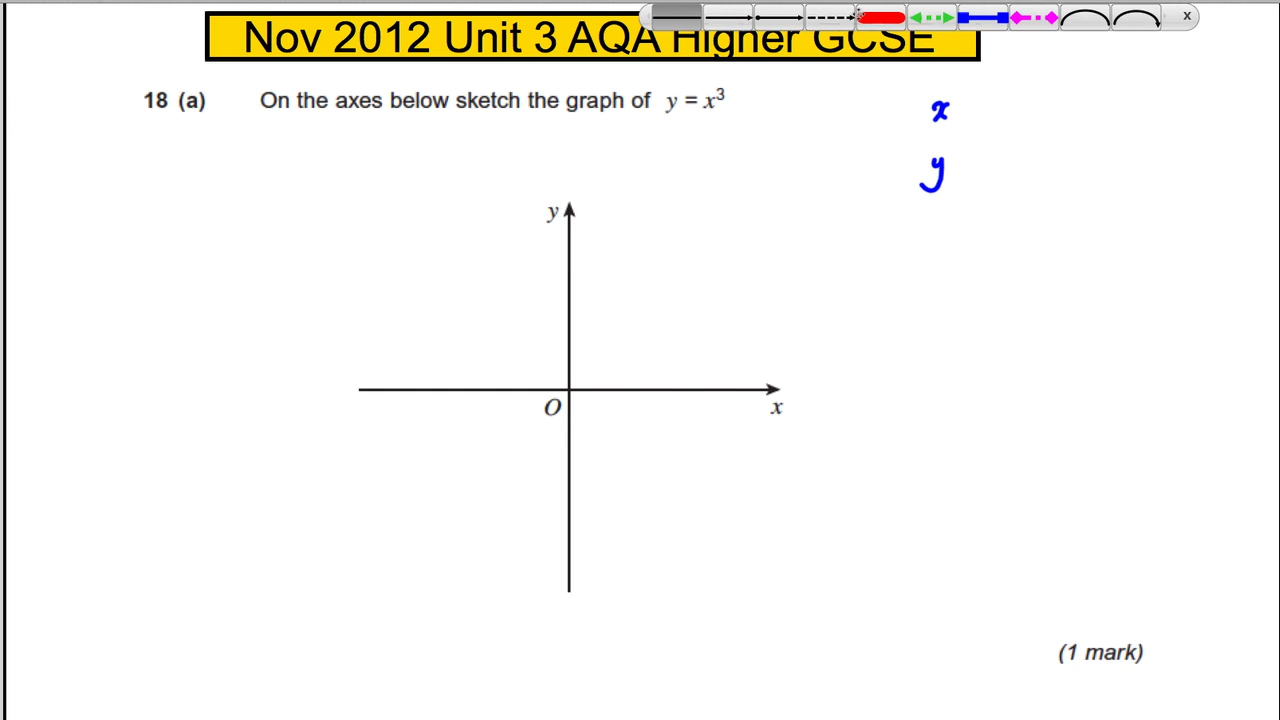 Nov 2012 Unit 3 AQA Higher GCSE
x
18 (a) On the axes below sketch the graph of y = x³
x
y
y
O
x
(1 mark)